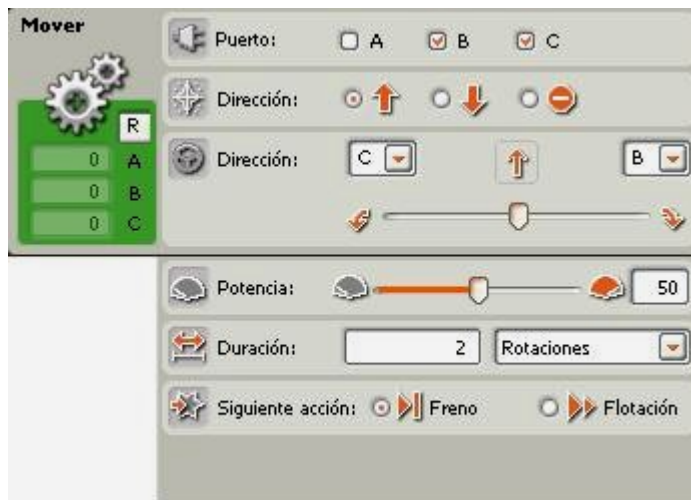 Mover
Puerto: A B C
Dirección:
R
0 A
0 B
0 C
Dirección: C B
Potencia: 50
Duración: 2 Rotaciones
Siguiente acción: Freno Flotación